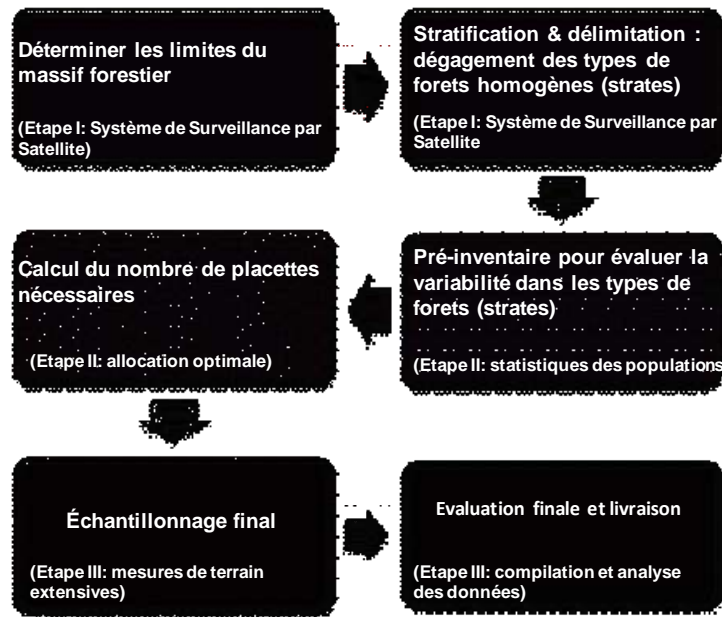 Déterminer les limites du
massif forestier
(Etape I: Système de Surveillance par
Satellite)
Stratification & délimitation :
dégagement des types de
forets homogènes (strates)
(Etape I: Système de Surveillance par
Satellite
Pré-inventaire pour évaluer la
variabilité dans les types de
forets (strates)
(Etape II: statistiques des populations
Calcul du nombre de placettes
nécessaires
(Etape II: allocation optimale)
Échantillonnage final
(Etape III: mesures de terrain
extensives)
Evaluation finale et livraison
(Etape III: compilation et analyse
des données)